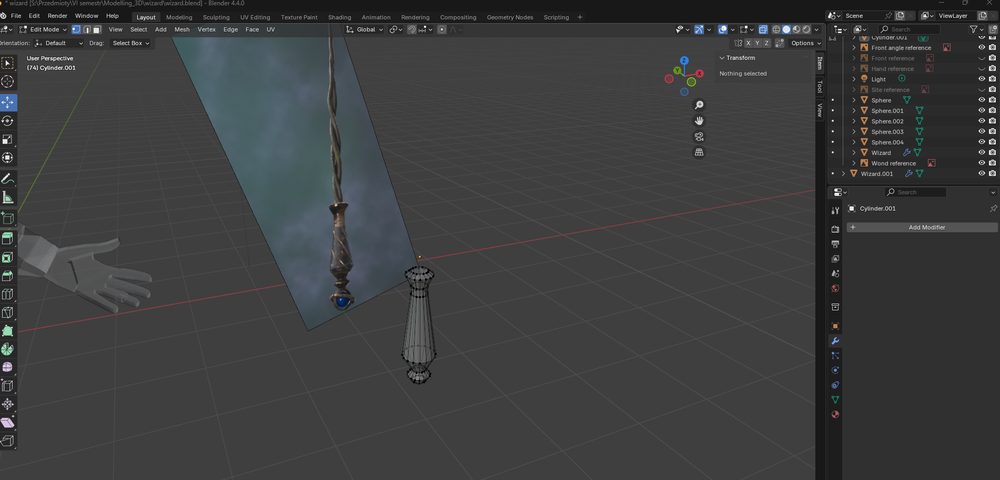 * wizard [S:\Przedmioty\VI semestr\Modelling_3D\wizard\wizard.blend] - Blender 4.4.0
File Edit Render Window Help Layout Modeling Sculpting UV Editing Texture Paint Shading Animation Rendering Compositing Geometry Nodes Scripting + Scene ViewLayer
Edit Mode View Select Add Mesh Vertex Edge Face UV Global Search
Orientation: Default Drag: Select Box X Y Z Options
User Perspective
(74) Cylinder.001
Z
Y
X
Transform
Nothing selected
Item
Tool
View
Cylinder.001
Front angle reference
Front reference
Hand reference
Light
Site reference
Sphere
Sphere.001
Sphere.002
Sphere.003
Sphere.004
Wizard
Wond reference
Wizard.001
Search
Cylinder.001
+ Add Modifier